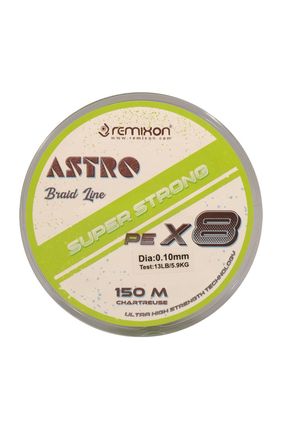 remixon
www.remixon.com
ASTRO
Braid Line
SUPER STRONG
PE X8
Dia:0.10mm
Test:13LB/5.9KG
150 M
CHARTREUSE
ULTRA HIGH STRENGTH TECHNOLOGY